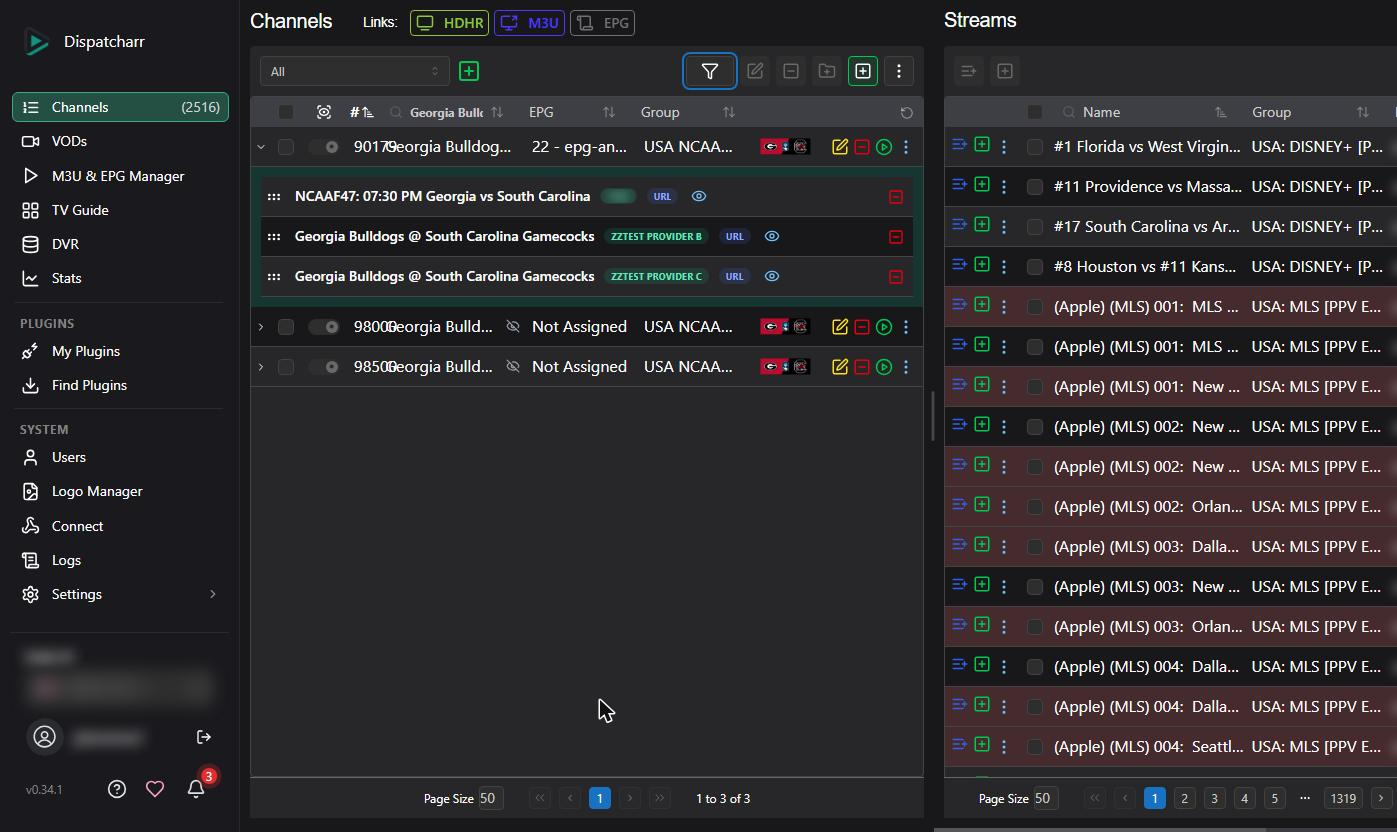 Dispatcharr
Channels (2516)
VODs
M3U & EPG Manager
TV Guide
DVR
Stats
PLUGINS
My Plugins
Find Plugins
SYSTEM
Users
Logo Manager
Connect
Logs
Settings
v0.34.1
3
Channels Links: HDHR M3U EPG
All
# Georgia Bulk EPG Group
Georgia Bulldog... 22 - epg-an... USA NCAA...
NCAAF47: 07:30 PM Georgia vs South Carolina URL
Georgia Bulldogs @ South Carolina Gamecocks ZZTEST PROVIDER B URL
Georgia Bulldogs @ South Carolina Gamecocks ZZTEST PROVIDER C URL
Georgia Bulld... Not Assigned USA NCAA...
Georgia Bulld... Not Assigned USA NCAA...
Page Size 50 1 1 to 3 of 3
Streams
Name Group
#1 Florida vs West Virgin... USA: DISNEY+ [P...
#11 Providence vs Massa... USA: DISNEY+ [P...
#17 South Carolina vs Ar... USA: DISNEY+ [P...
#8 Houston vs #11 Kans... USA: DISNEY+ [P...
(Apple) (MLS) 001: MLS ... USA: MLS [PPV E...
(Apple) (MLS) 001: MLS ... USA: MLS [PPV E...
(Apple) (MLS) 001: New ... USA: MLS [PPV E...
(Apple) (MLS) 002: New ... USA: MLS [PPV E...
(Apple) (MLS) 002: New ... USA: MLS [PPV E...
(Apple) (MLS) 002: Orlan... USA: MLS [PPV E...
(Apple) (MLS) 003: Dalla... USA: MLS [PPV E...
(Apple) (MLS) 003: New ... USA: MLS [PPV E...
(Apple) (MLS) 003: Orlan... USA: MLS [PPV E...
(Apple) (MLS) 004: Dalla... USA: MLS [PPV E...
(Apple) (MLS) 004: Dalla... USA: MLS [PPV E...
(Apple) (MLS) 004: Seattl... USA: MLS [PPV E...
Page Size 50 1 2 3 4 5 ... 1319